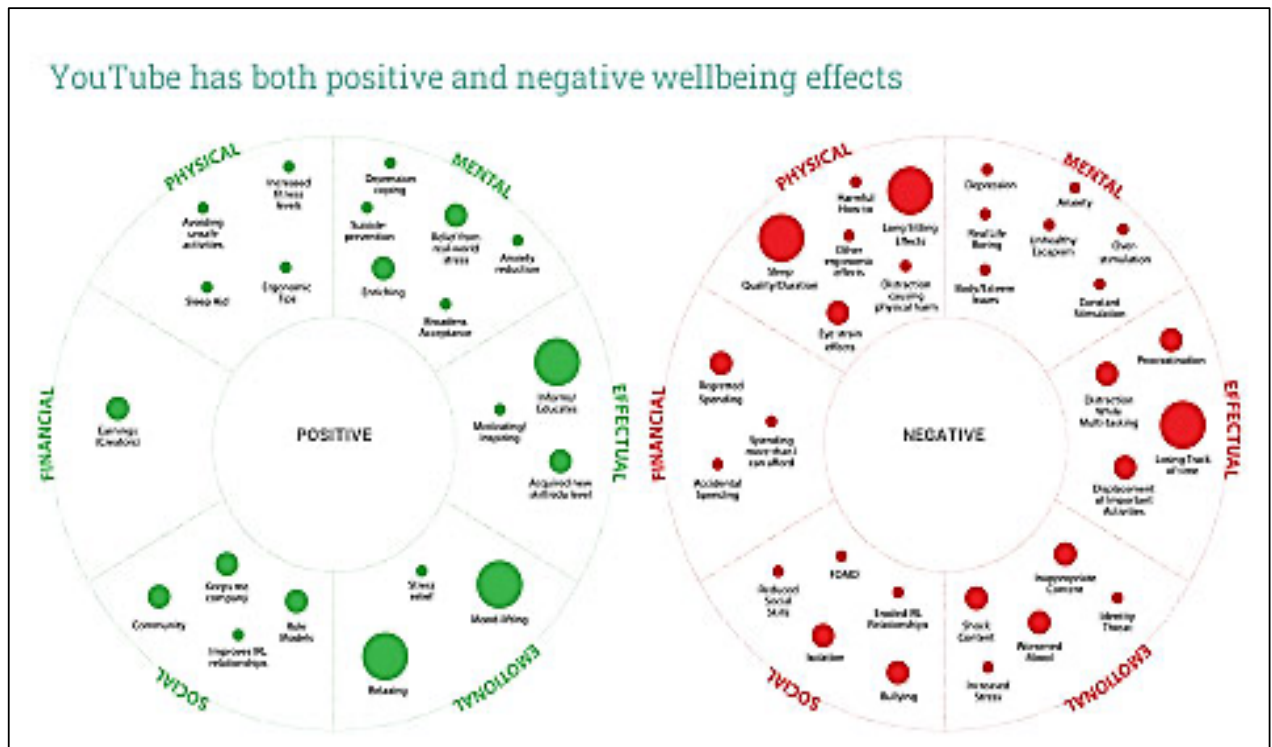 YouTube has both positive and negative wellbeing effects
PHYSICAL
Increased
fitness
levels
Avoiding
unsafe
activities
Sleep Aid
Ergonomic
Tips
MENTAL
Depression
coping
Suicide
prevention
Relief from
real-world
stress
Anxiety
reduction
Enriching
Broadens
Acceptance
EFFECTUAL
Informs/
Educates
Motivating/
Inspiring
Acquired new
skill/edu level
EMOTIONAL
Stress
relief
Mood-lifting
Relaxing
SOCIAL
Keeps me
company
Community
Role
Models
Improves IRL
relationships
FINANCIAL
Earnings
(Creators)
POSITIVE
PHYSICAL
Harmful
How to
Long Sitting
Effects
Sleep
Quality/Duration
Other
ergonomic
effects
Distraction
causing
physical harm
Eye strain
effects
MENTAL
Depression
Anxiety
Real Life
Boring
Unhealthy
Escapism
Over-
stimulation
Issues
Constant
Stimulation
EFFECTUAL
Procrastination
Distraction
While
Multi-tasking
Losing Track
of time
Displacement
of Important
Activities
EMOTIONAL
Inappropriate
Content
Identity
Threat
Shock
Content
Worsened
Mood
Increased
Stress
SOCIAL
FOMO
Reduced
Social
Skills
Eroded IRL
Relationships
Isolation
Bullying
FINANCIAL
Regretted
Spending
Spending
more than I
can afford
Accidental
Spending
NEGATIVE